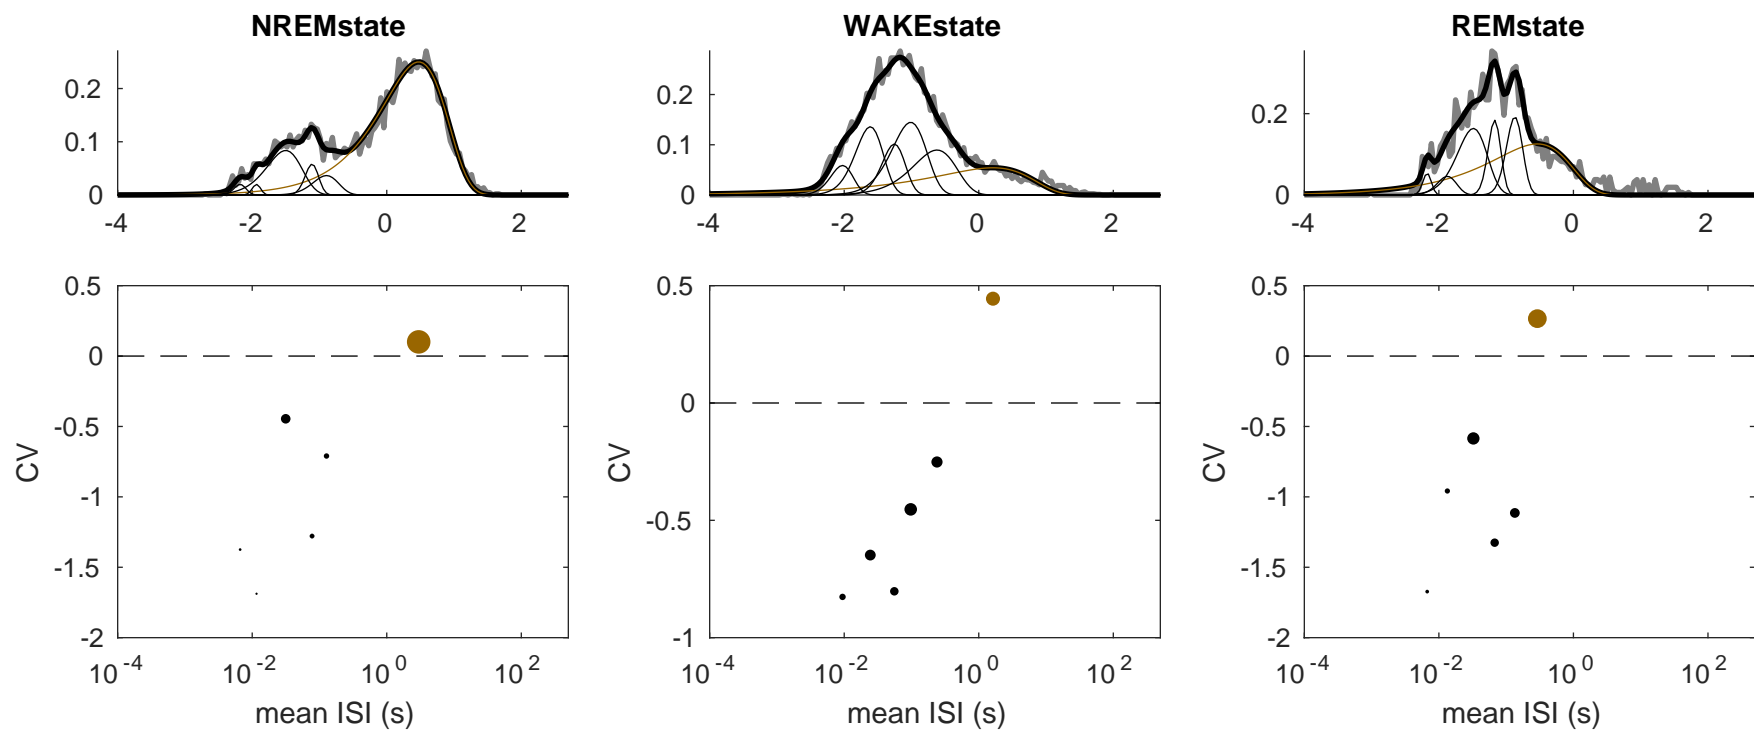 NREMstate WAKEstate REMstate
0.2 0.2 0.2
0.1 0.1
0 0 0
-4 -2 0 2 -4 -2 0 2 -4 -2 0 2
0.5 0.5 0.5
0 0 0
-0.5 -0.5 -0.5
-1 -1
-1.5 -1.5
-2 -1 -2
CV CV
10^-4 10^-2 10^0 10^2 10^-4 10^-2 10^0 10^2 10^-4 10^-2 10^0 10^2
mean ISI (s) mean ISI (s) mean ISI (s)